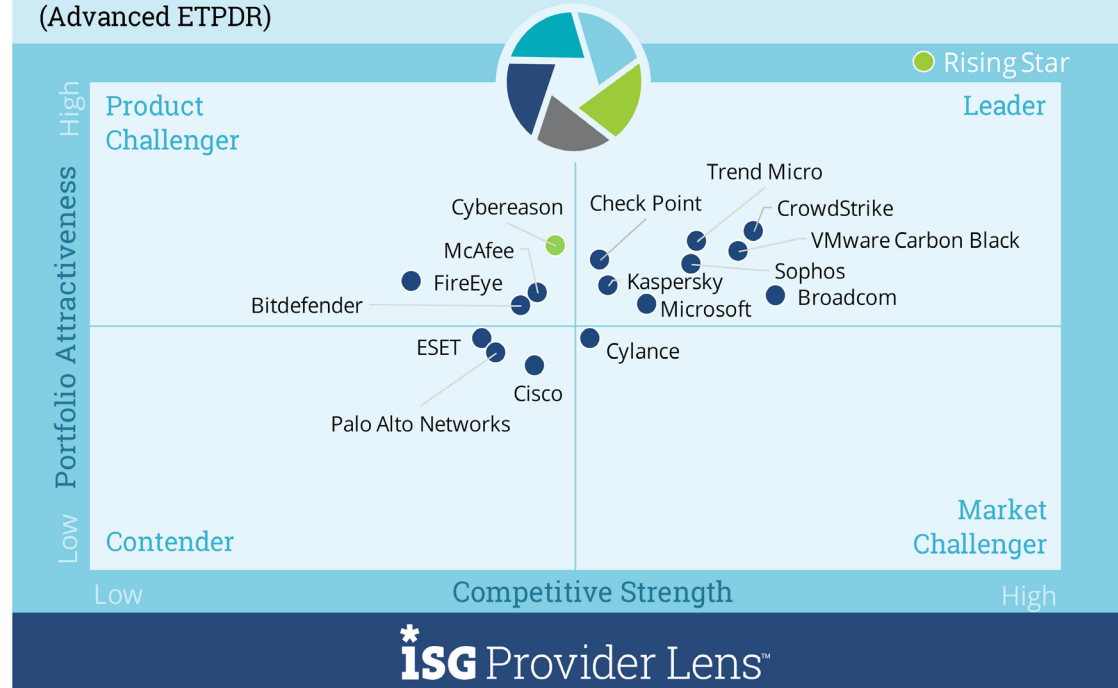 (Advanced ETPDR)
Rising Star
High
Product
Challenger
Leader
Trend Micro
Cybereason
Check Point
CrowdStrike
McAfee
VMware Carbon Black
FireEye
Kaspersky
Sophos
Bitdefender
Microsoft
Broadcom
ESET
Cylance
Cisco
Palo Alto Networks
Portfolio Attractiveness
Low
Contender
Market
Challenger
Low
Competitive Strength
High
iSG Provider Lens™